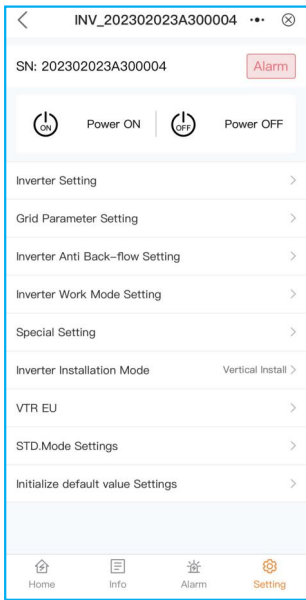 INV_202302023A300004
SN: 202302023A300004 Alarm
ON Power ON OFF Power OFF
Inverter Setting
Grid Parameter Setting
Inverter Anti Back-flow Setting
Inverter Work Mode Setting
Special Setting
Inverter Installation Mode Vertical Install
VTR EU
STD.Mode Settings
Initialize default value Settings
Home Info Alarm Setting